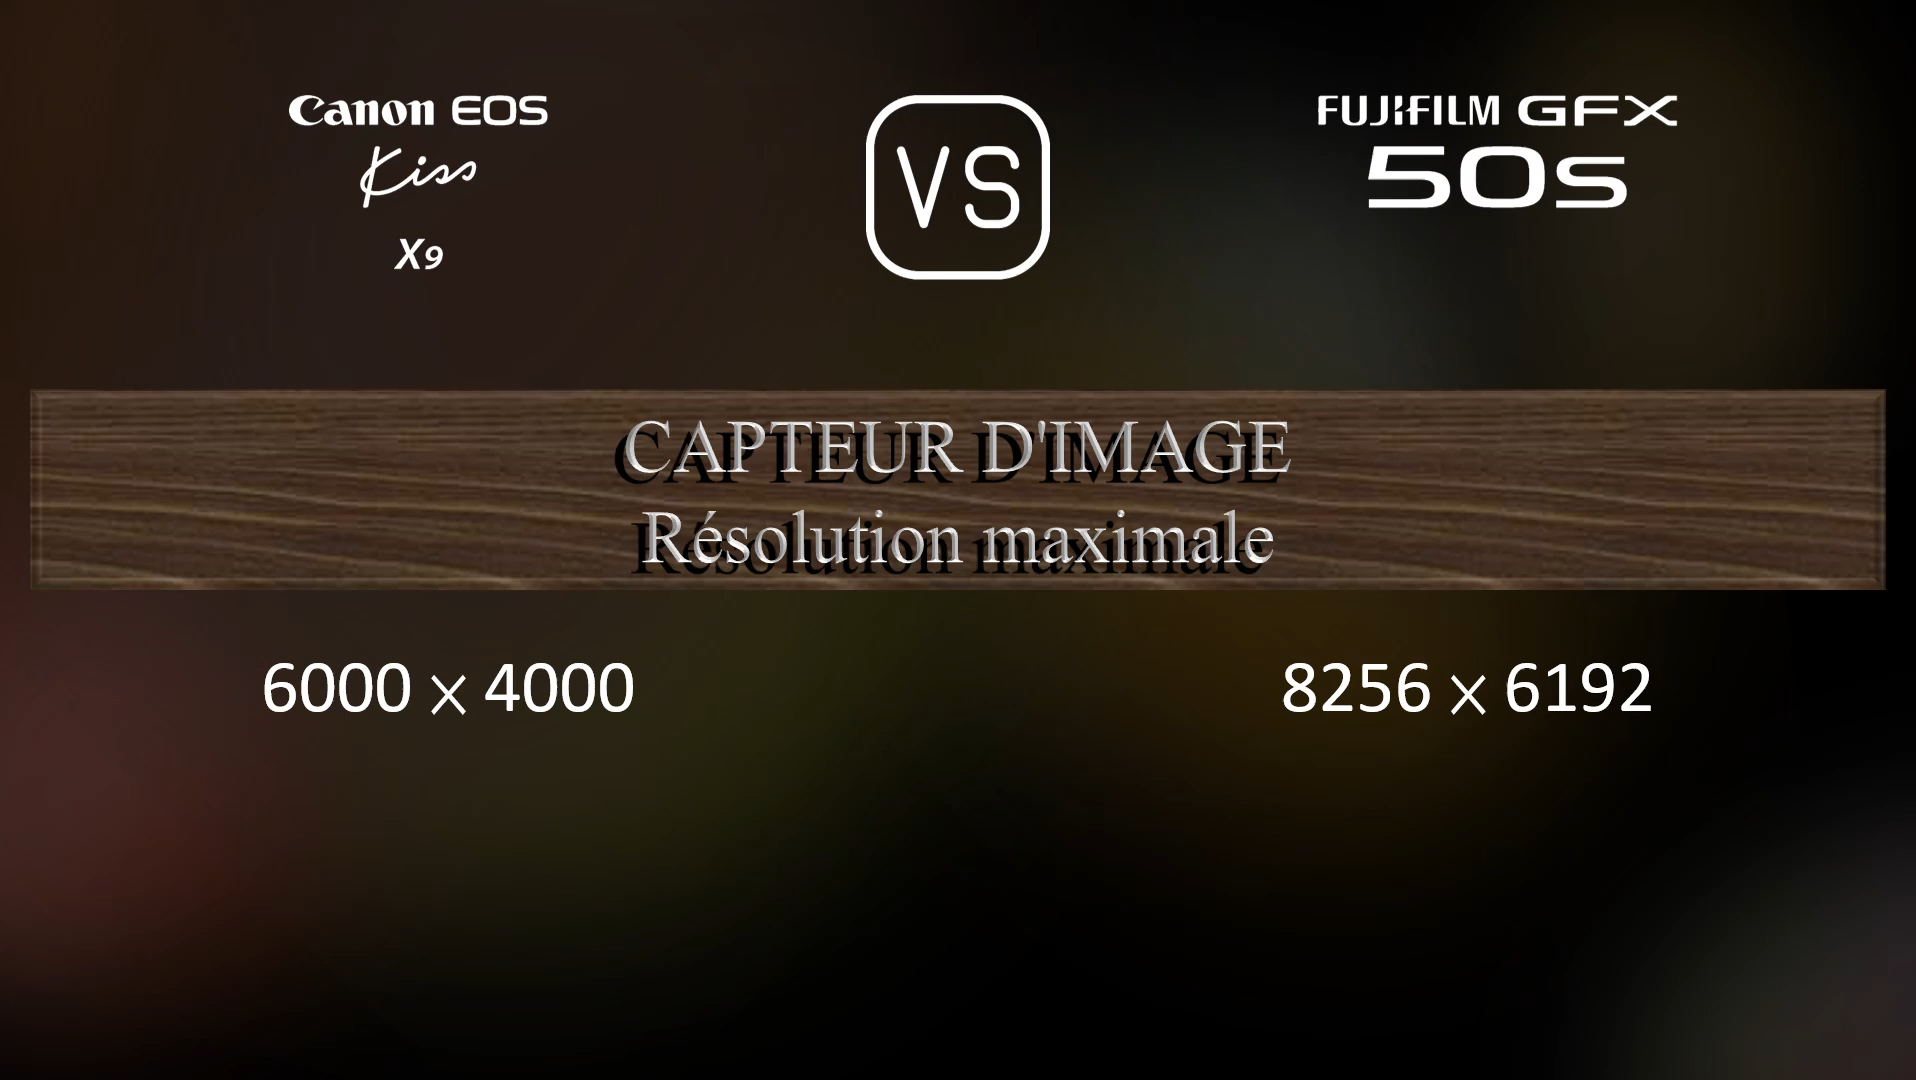 Canon EOS
Kiss
X9
VS
FUJIFILM GFX
50S
CAPTEUR D'IMAGE
Résolution maximale
6000 x 4000
8256 x 6192